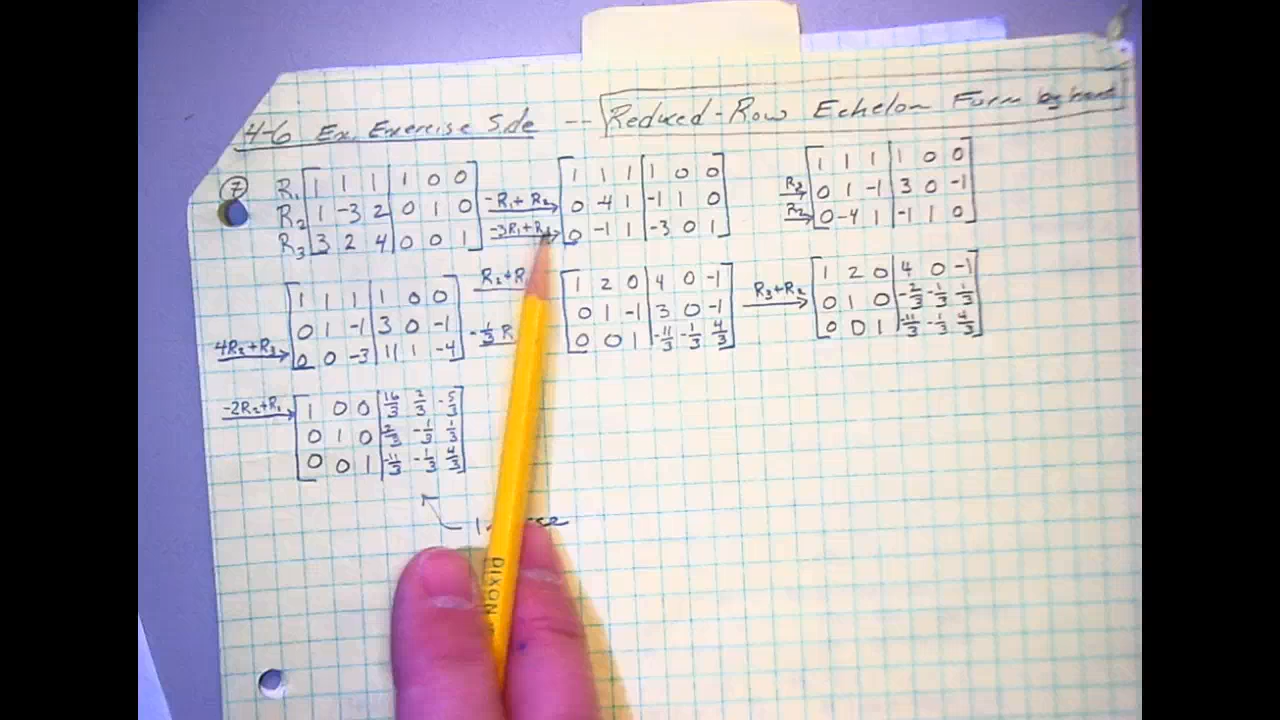 4-6 Ex. Exercise Side -- Reduced-Row Echelon Form by hand
7
R1 1 1 1 | 1 0 0
R2 1 -3 2 | 0 1 0
R3 3 2 4 | 0 0 1
-R1+R2
-3R1+R3
1 1 1 | 1 0 0
0 -4 1 | -1 1 0
0 -1 1 | -3 0 1
R3
R2
1 1 1 | 1 0 0
0 1 -1 | 3 0 -1
0 -4 1 | -1 1 0
4R2+R3
1 1 1 | 1 0 0
0 1 -1 | 3 0 -1
0 0 -3 | 11 1 -4
R2+R
-1/3 R
1 2 0 | 4 0 -1
0 1 -1 | 3 0 -1
0 0 1 | -11/3 -1/3 4/3
R3+R2
1 2 0 | 4 0 -1
0 1 0 | -2/3 -1/3 1/3
0 0 1 | -11/3 -1/3 4/3
-2R2+R1
1 0 0 | 16/3 2/3 -5/3
0 1 0 | -2/3 -1/3 1/3
0 0 1 | -11/3 -1/3 4/3
DIXON